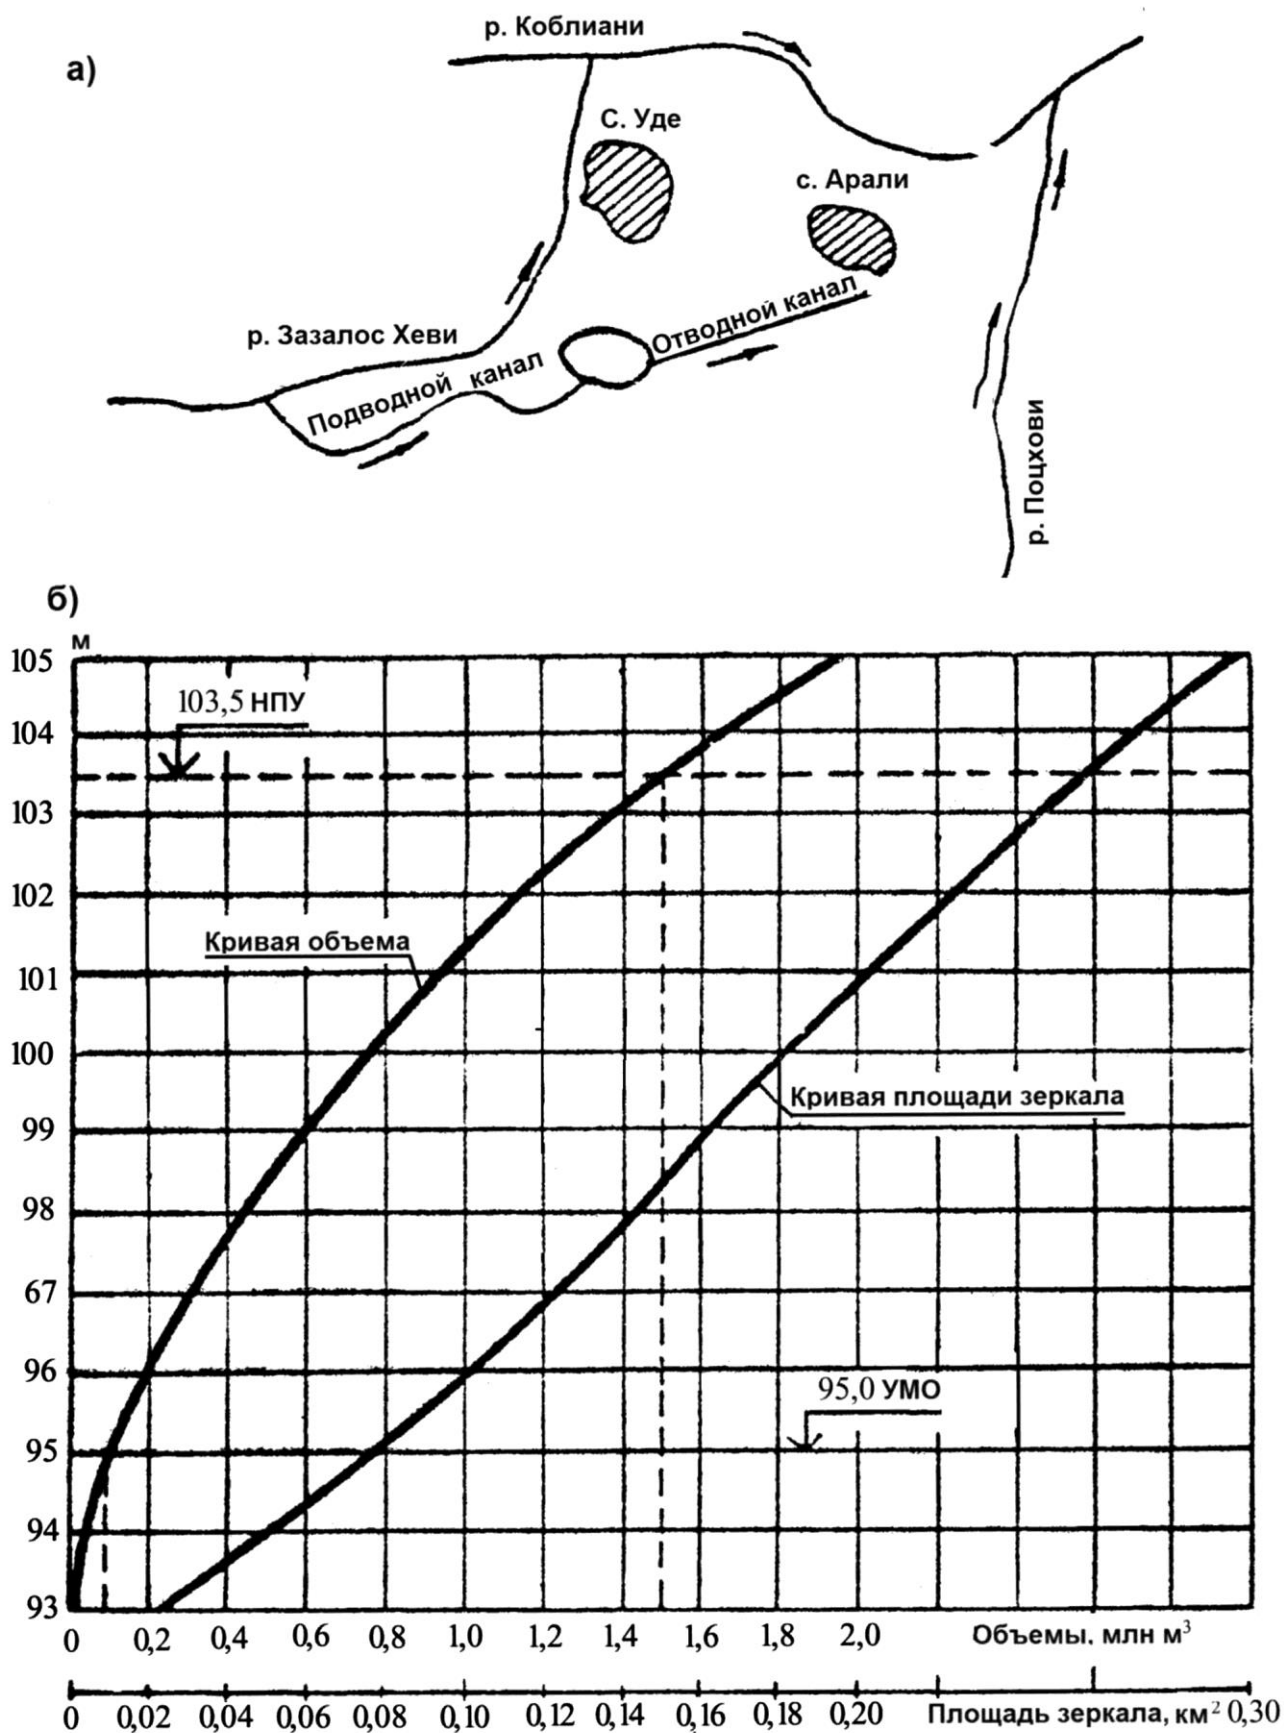 р. Коблиани
а)
С. Уде
с. Арали
Отводной канал
р. Зазалос Хеви
Подводной канал
р. Поцхови
б)
м
105
103,5 НПУ
104
103
102
Кривая объема
101
100
Кривая площади зеркала
99
98
67
96
95,0 УМО
95
94
93
0 0,2 0,4 0,6 0,8 1,0 1,2 1,4 1,6 1,8 2,0 Объемы. млн м³
0 0,02 0,04 0,06 0,08 0,10 0,12 0,14 0,16 0,18 0,20 Площадь зеркала, км² 0,30